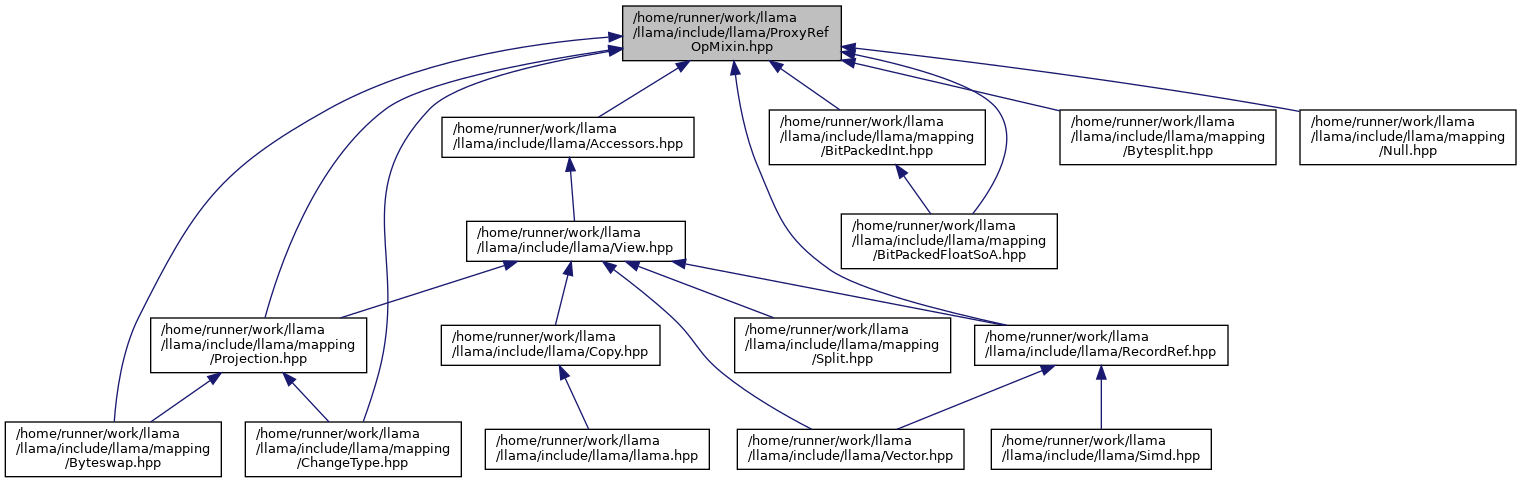 /home/runner/work/llama
/llama/include/llama/ProxyRef
OpMixin.hpp
/home/runner/work/llama
/llama/include/llama/Accessors.hpp
/home/runner/work/llama
/llama/include/llama/mapping
/BitPackedInt.hpp
/home/runner/work/llama
/llama/include/llama/mapping
/Bytesplit.hpp
/home/runner/work/llama
/llama/include/llama/mapping
/Null.hpp
/home/runner/work/llama
/llama/include/llama/View.hpp
/home/runner/work/llama
/llama/include/llama/mapping
/BitPackedFloatSoA.hpp
/home/runner/work/llama
/llama/include/llama/mapping
/Projection.hpp
/home/runner/work/llama
/llama/include/llama/Copy.hpp
/home/runner/work/llama
/llama/include/llama/mapping
/Split.hpp
/home/runner/work/llama
/llama/include/llama/RecordRef.hpp
/home/runner/work/llama
/llama/include/llama/mapping
/Byteswap.hpp
/home/runner/work/llama
/llama/include/llama/mapping
/ChangeType.hpp
/home/runner/work/llama
/llama/include/llama/llama.hpp
/home/runner/work/llama
/llama/include/llama/Vector.hpp
/home/runner/work/llama
/llama/include/llama/Simd.hpp